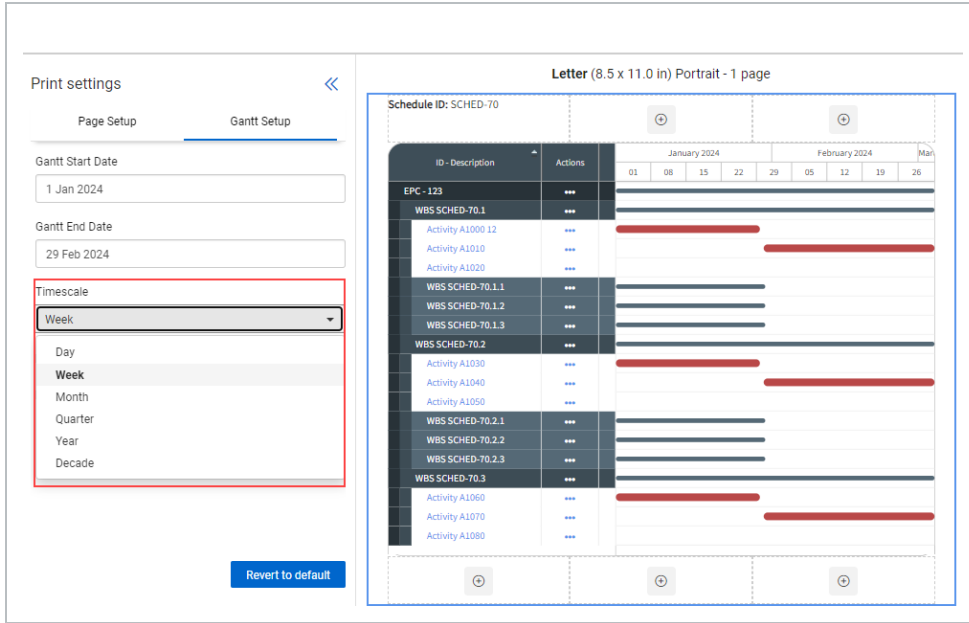 Letter (8.5 x 11.0 in) Portrait - 1 page
Print settings
Page Setup
Gantt Setup
Gantt Start Date
1 Jan 2024
Gantt End Date
29 Feb 2024
Timescale
Week
Day
Week
Month
Quarter
Year
Decade
Revert to default
Schedule ID: SCHED-70
ID - Description
Actions
January 2024
February 2024
Mar
01 08 15 22 29 05 12 19 26
EPC - 123
WBS SCHED-70.1
Activity A1000 12
Activity A1010
Activity A1020
WBS SCHED-70.1.1
WBS SCHED-70.1.2
WBS SCHED-70.1.3
WBS SCHED-70.2
Activity A1030
Activity A1040
Activity A1050
WBS SCHED-70.2.1
WBS SCHED-70.2.2
WBS SCHED-70.2.3
WBS SCHED-70.3
Activity A1060
Activity A1070
Activity A1080